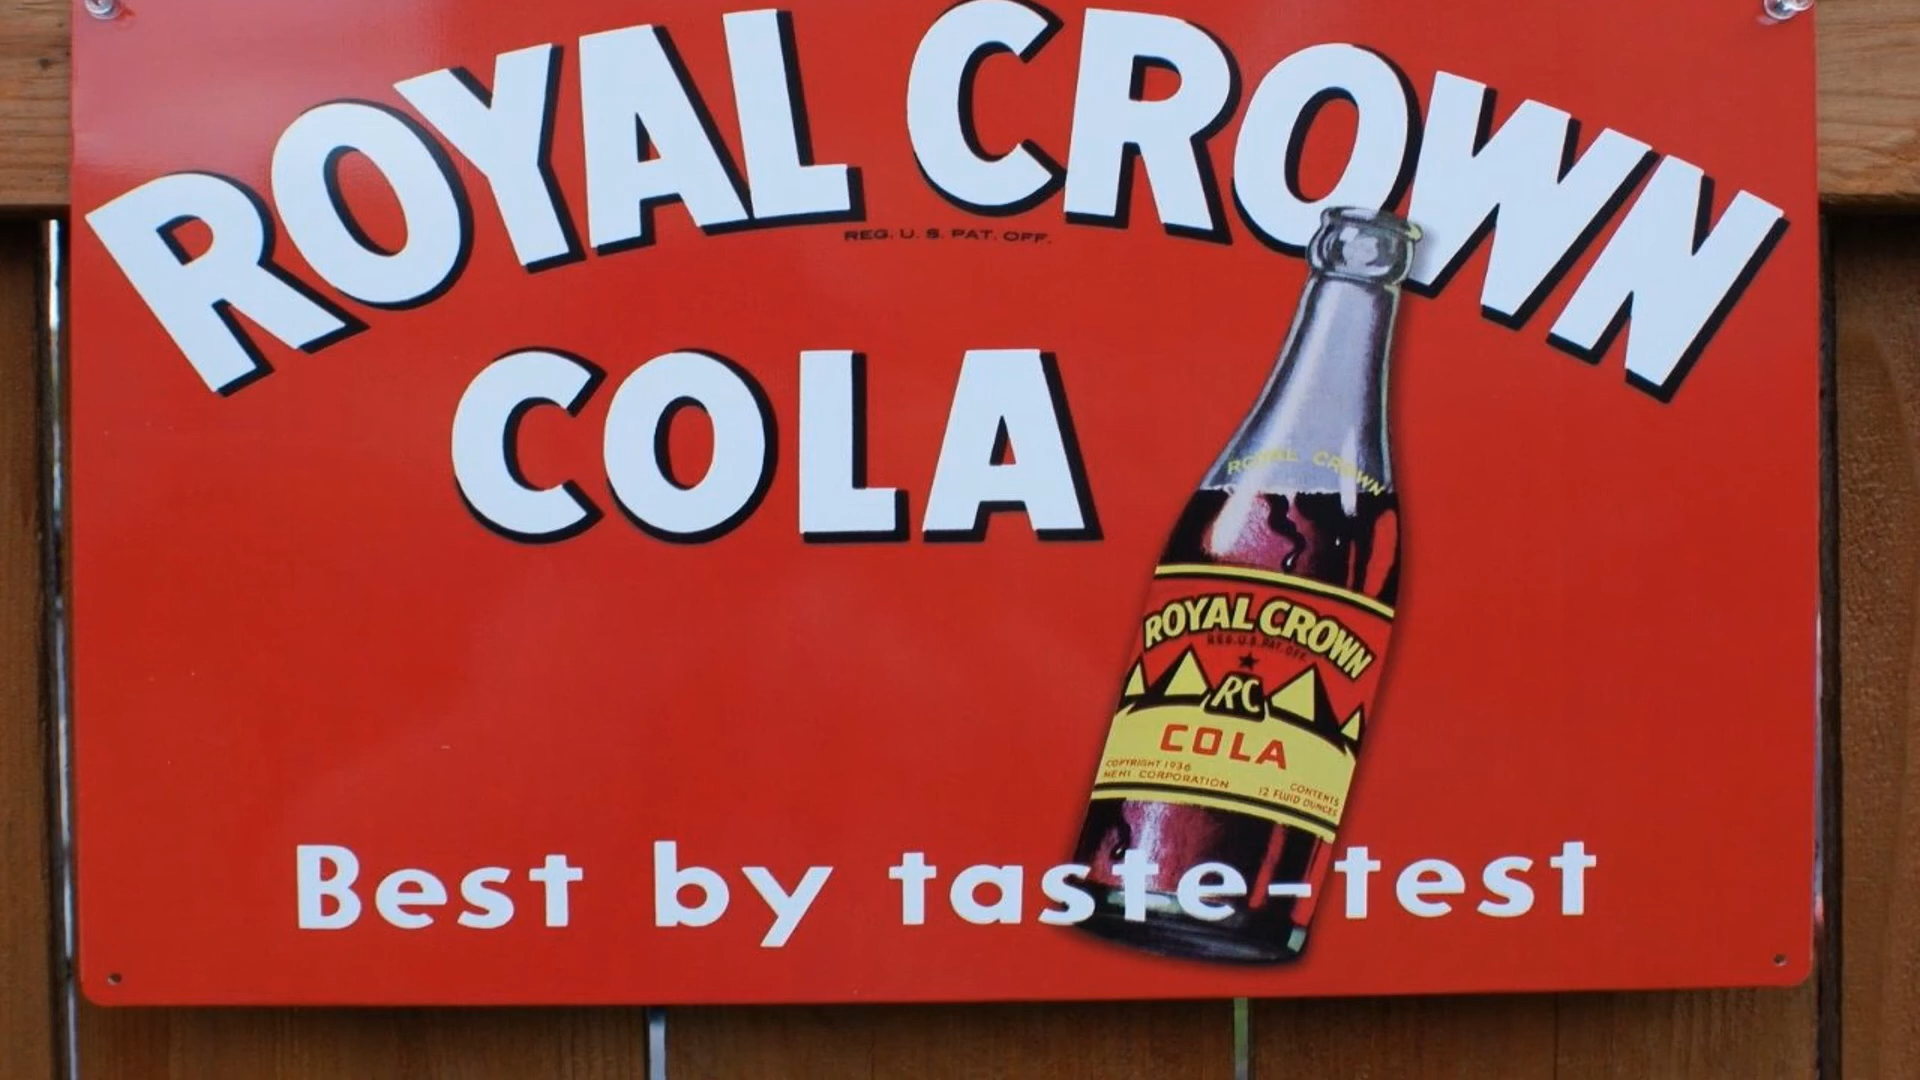 ROYAL CROWN
REG. U. S. PAT. OFF.
COLA
ROYAL CROWN
ROYAL CROWN
REG. U.S. PAT. OFF.
RC
COLA
COPYRIGHT 1936
NEHI CORPORATION
CONTENTS
12 FLUID OUNCES
Best by taste-test